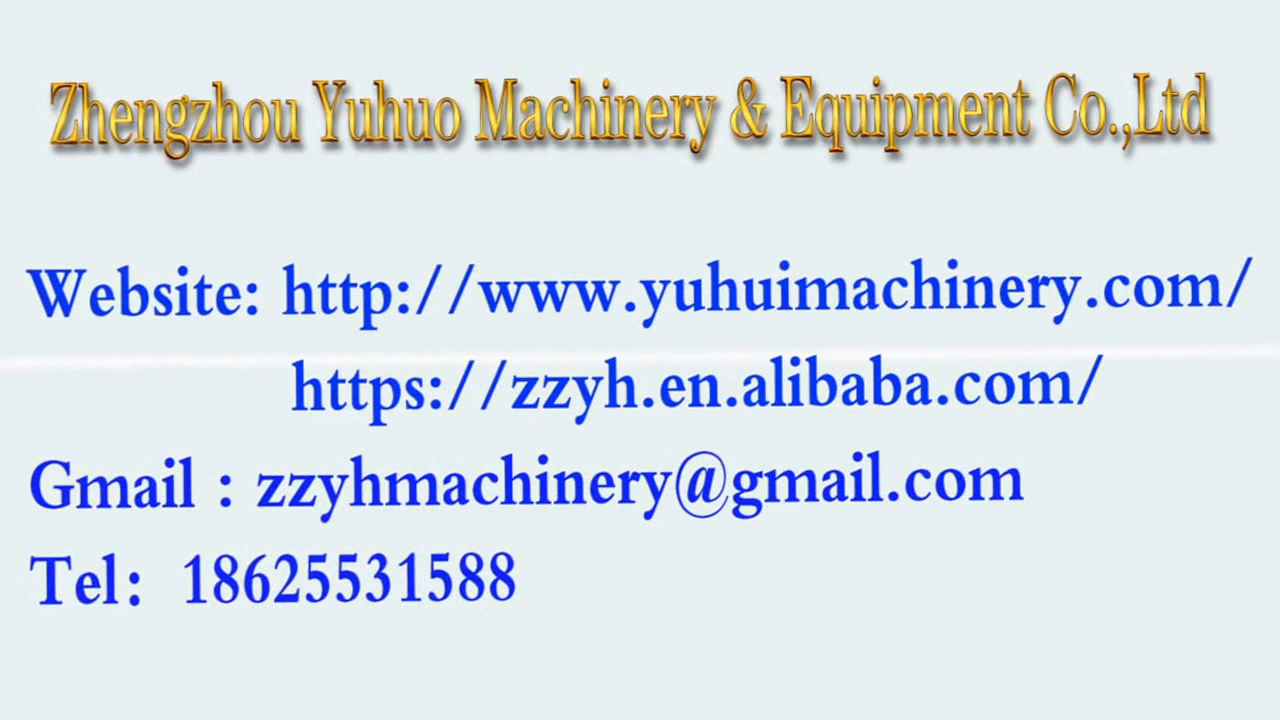 Zhengzhou Yuhuo Machinery & Equipment Co.,Ltd
Website: http://www.yuhuimachinery.com/
https://zzyh.en.alibaba.com/
Gmail : zzyhmachinery@gmail.com
Tel: 18625531588